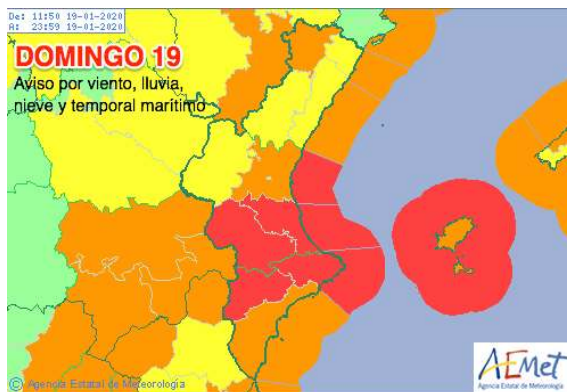 De: 11:50 19-01-2020
A: 23:59 19-01-2020
DOMINGO 19
Aviso por viento, lluvia,
nieve y temporal marítimo
© Agencia Estatal de Meteorología
AEmet
Agencia Estatal de Meteorología